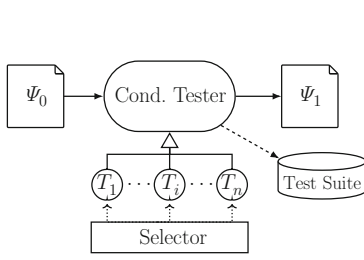 Ψ0 Cond. Tester Ψ1
T1 ··· Ti ··· Tn Test Suite
Selector